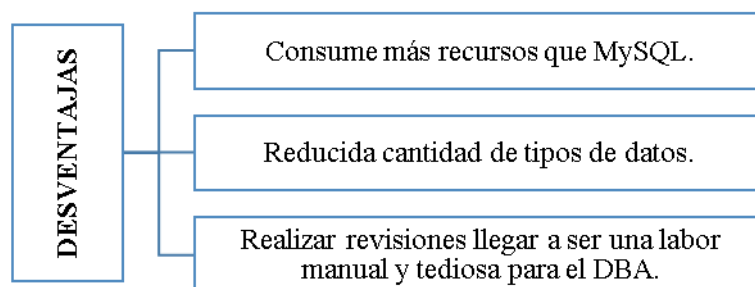 DESVENTAJAS
Consume más recursos que MySQL.
Reducida cantidad de tipos de datos.
Realizar revisiones llegar a ser una labor
manual y tediosa para el DBA.